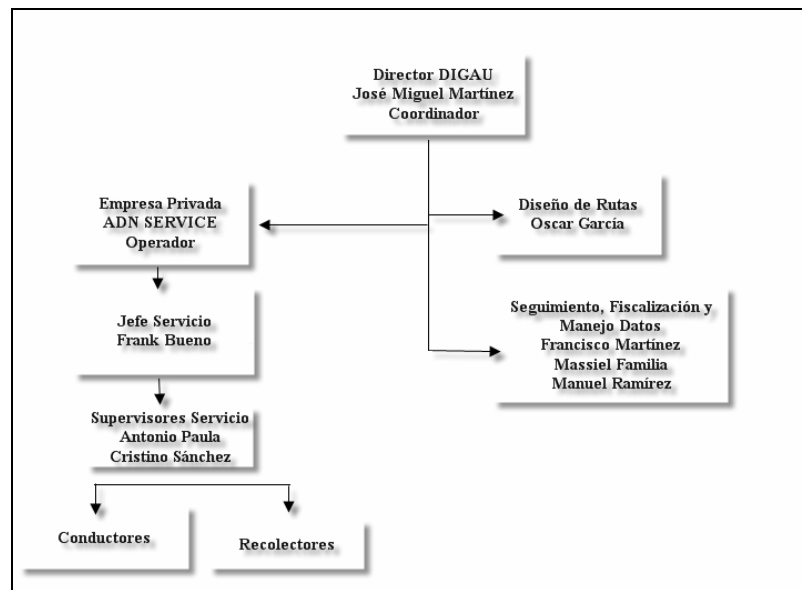 Director DIGAU
José Miguel Martínez
Coordinador
Empresa Privada
ADN SERVICE
Operador
Diseño de Rutas
Oscar García
Jefe Servicio
Frank Bueno
Seguimiento, Fiscalización y
Manejo Datos
Francisco Martínez
Massiel Familia
Manuel Ramírez
Supervisores Servicio
Antonio Paula
Cristino Sánchez
Conductores
Recolectores